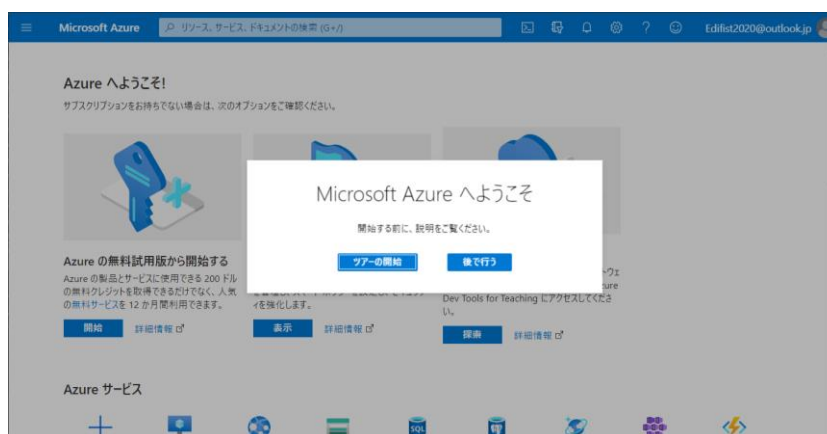 Microsoft Azure
リソース、サービス、ドキュメントの検索 (G+/)
Edifist2020@outlook.jp
Azure へようこそ!
サブスクリプションをお持ちでない場合は、次のオプションをご確認ください。
Microsoft Azure へようこそ
開始する前に、説明をご覧ください。
ツアーの開始
後で行う
Azure の無料試用版から開始する
Azure の製品とサービスに使用できる 200 ドル
の無料クレジットを取得できるだけでなく、人気
の無料サービスを 12 か月間利用できます。
開始
詳細情報
ィを強化します。
表示
詳細情報
Dev Tools for Teaching にアクセスしてくださ
い。
探索
詳細情報
Azure サービス
SQL